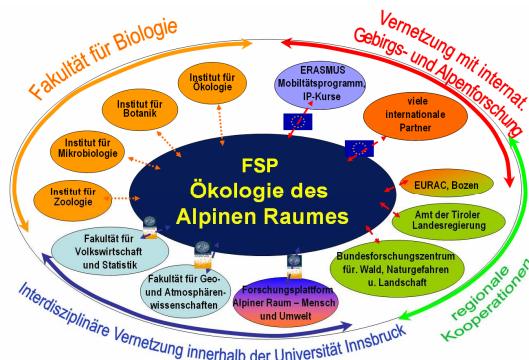 Fakultät für Biologie
Vernetzung mit internat.
Gebirgs- und Alpenforschung
Institut für
Ökologie
Institut für
Botanik
Institut für
Mikrobiologie
Institut für
Zoologie
ERASMUS
Mobiltätsprogramm,
IP-Kurse
viele
internationale
Partner
FSP
Ökologie des
Alpinen Raumes
EURAC, Bozen
Amt der Tiroler
Landesregierung
Bundesforschungszentrum
für. Wald, Naturgefahren
u. Landschaft
Fakultät für
Volkswirtschaft
und Statistik
Fakultät für Geo-
und Atmosphären-
wissenschaften
Forschungsplattform
Alpiner Raum – Mensch
und Umwelt
regionale
Kooperationen
Interdisziplinäre Vernetzung innerhalb der Universität Innsbruck